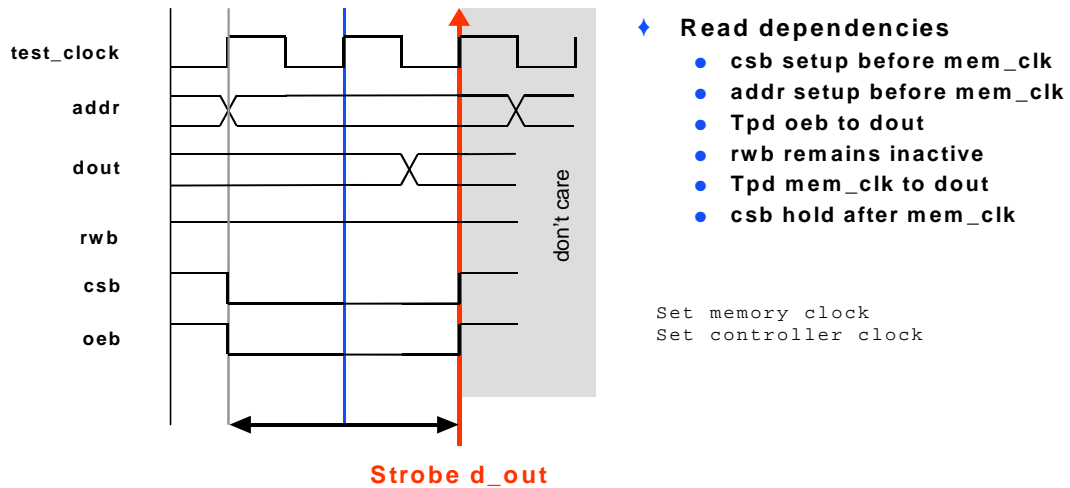 test_clock
addr
dout
rwb
csb
oeb
don't care
Strobe d_out
Read dependencies
csb setup before mem_clk
addr setup before mem_clk
Tpd oeb to dout
rwb remains inactive
Tpd mem_clk to dout
csb hold after mem_clk
Set memory clock
Set controller clock